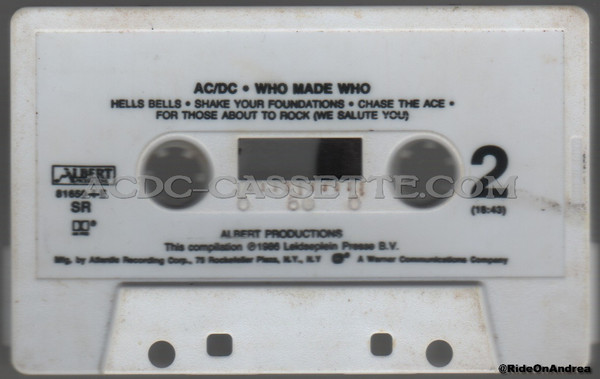 AC/DC • WHO MADE WHO
HELLS BELLS • SHAKE YOUR FOUNDATIONS • CHASE THE ACE •
FOR THOSE ABOUT TO ROCK (WE SALUTE YOU)
ALBERT
2
ACDC-CASSETTE.COM
SR
(18:43)
ALBERT PRODUCTIONS
This compilation ℗1986 Leidseplein Presse B.V.
Mfg. by Atlantic Recording Corp., 75 Rockefeller Plaza, N.Y., N.Y. A Warner Communications Company
@RideOnAndrea